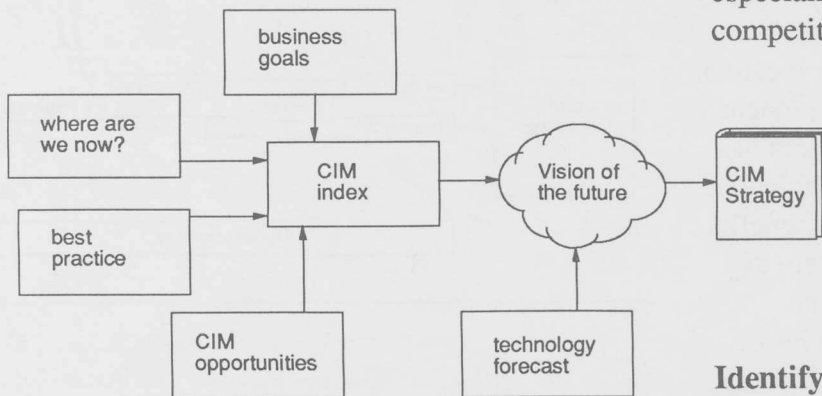 business
goals
where are
we now?
CIM
index
Vision of
the future
CIM
Strategy
best
practice
CIM
opportunities
technology
forecast
competit
Identify